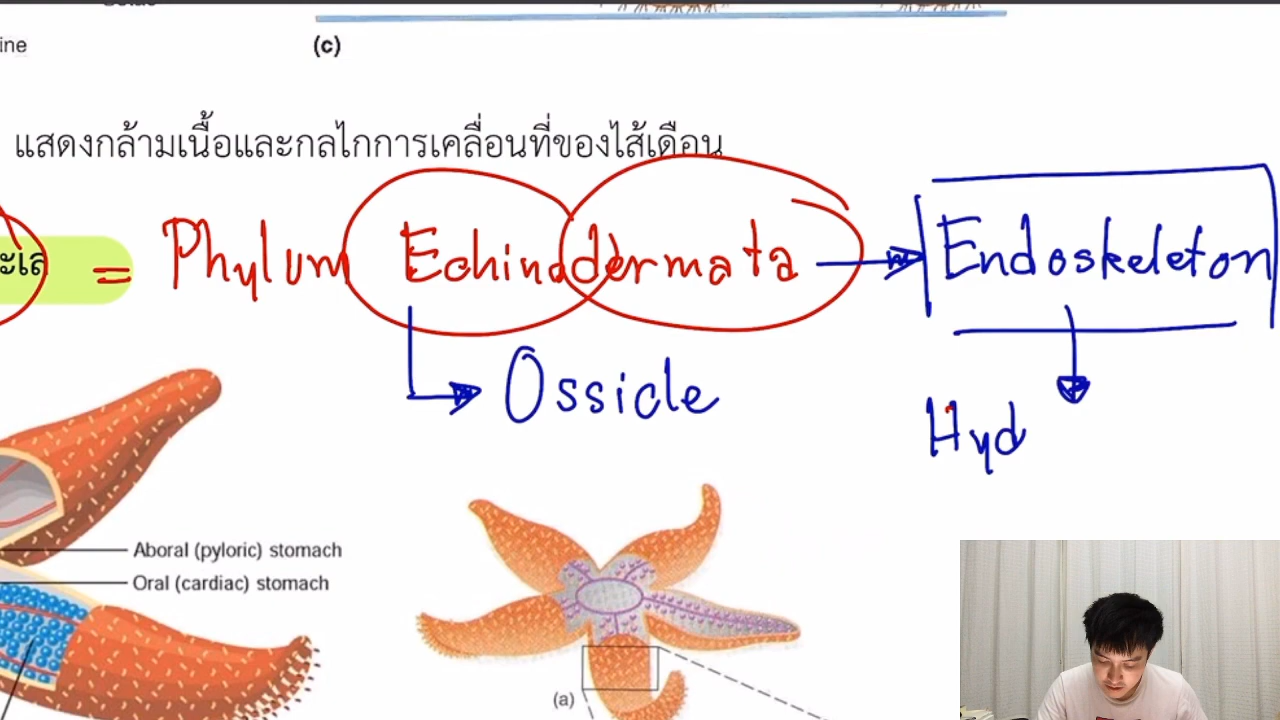 ine
(c)
แสดงกล้ามเนื้อและกลไกการเคลื่อนที่ของไส้เดือน
= Phylum Echinodermata → Endoskeleton
Ossicle
Hyd
Aboral (pyloric) stomach
Oral (cardiac) stomach
(a)